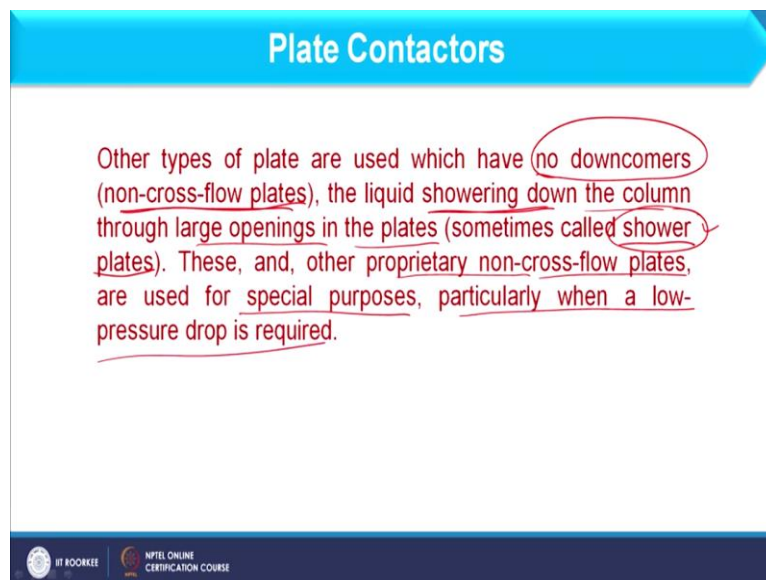 Plate Contactors
Other types of plate are used which have no downcomers
(non-cross-flow plates), the liquid showering down the column
through large openings in the plates (sometimes called shower
plates). These, and, other proprietary non-cross-flow plates,
are used for special purposes, particularly when a low-
pressure drop is required.
IIT ROORKEE
NPTEL ONLINE
CERTIFICATION COURSE